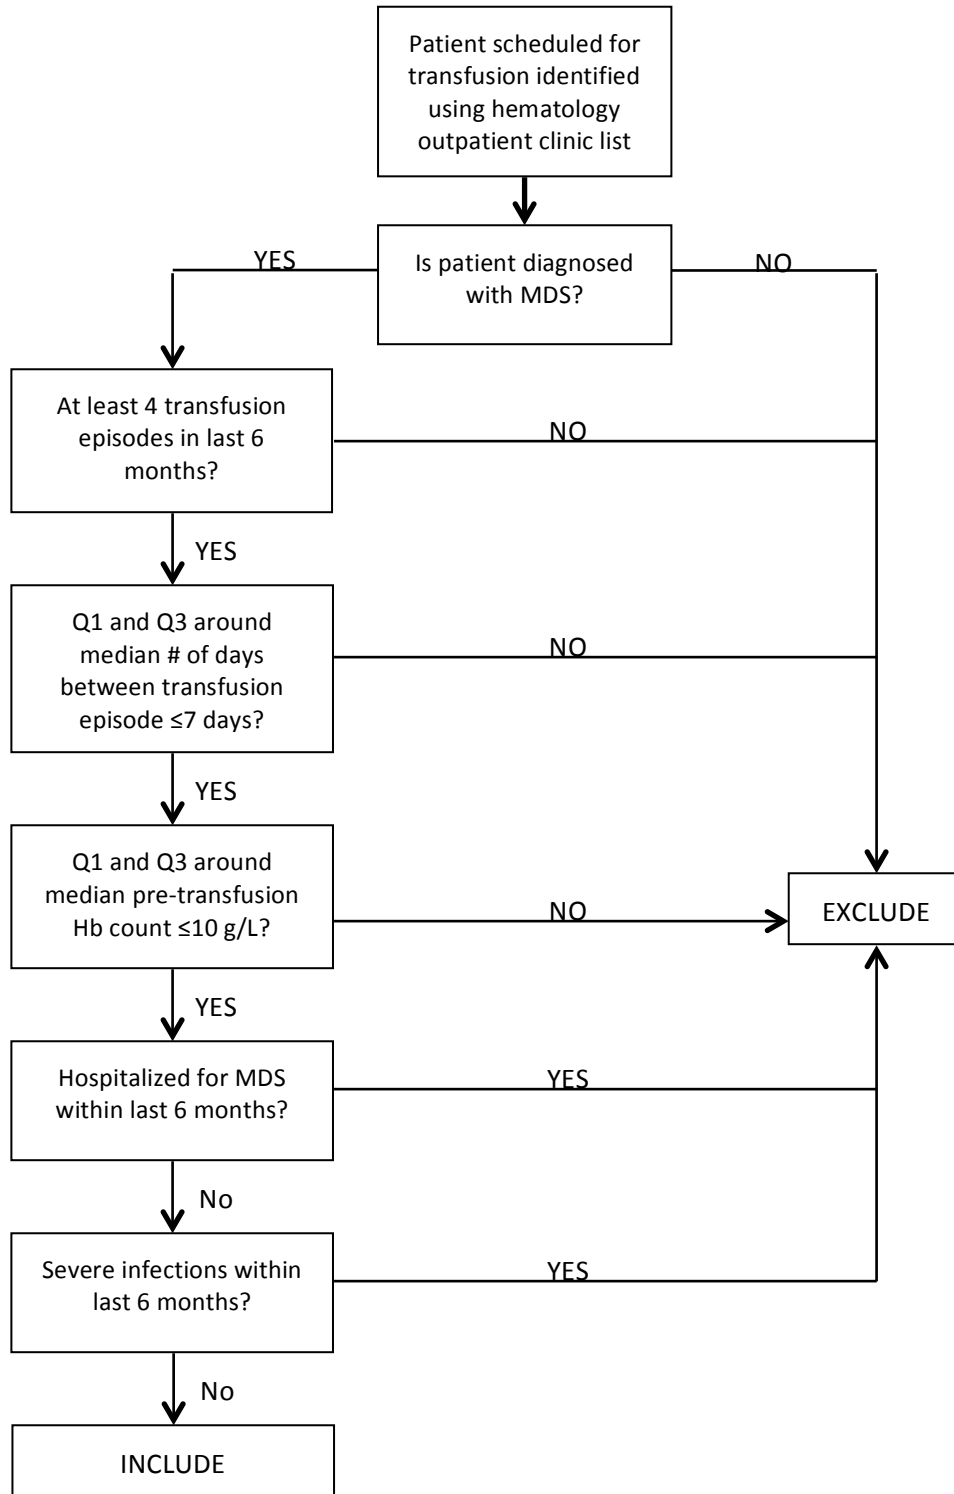 Patient scheduled for
transfusion identified
using hematology
outpatient clinic list
YES
Is patient diagnosed
with MDS?
NO
At least 4 transfusion
episodes in last 6
months?
NO
YES
Q1 and Q3 around
median # of days
between transfusion
episode ≤7 days?
NO
YES
Q1 and Q3 around
median pre-transfusion
Hb count ≤10 g/L?
NO
EXCLUDE
YES
Hospitalized for MDS
within last 6 months?
YES
No
Severe infections within
last 6 months?
YES
No
INCLUDE